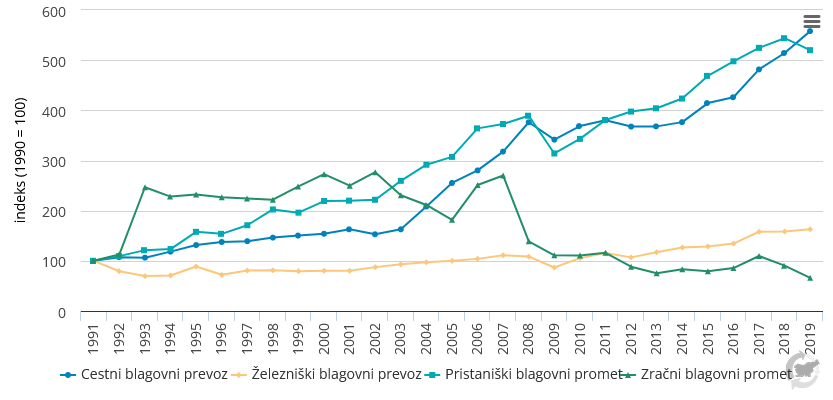 600
500
400
300
200
100
0
indeks (1990 = 100)
1991 1992 1993 1994 1995 1996 1997 1998 1999 2000 2001 2002 2003 2004 2005 2006 2007 2008 2009 2010 2011 2012 2013 2014 2015 2016 2017 2018 2019
Cestni blagovni prevoz Železniški blagovni prevoz Pristaniški blagovni promet Zračni blagovni promet